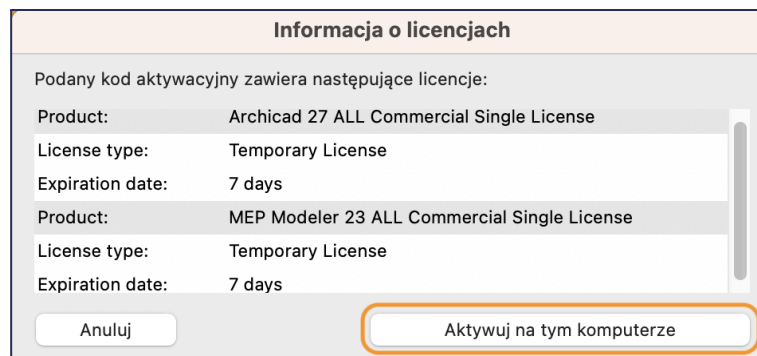 Informacja o licencjach
Podany kod aktywacyjny zawiera następujące licencje:
Product: Archicad 27 ALL Commercial Single License
License type: Temporary License
Expiration date: 7 days
Product: MEP Modeler 23 ALL Commercial Single License
License type: Temporary License
Expiration date: 7 days
Anuluj Aktywuj na tym komputerze